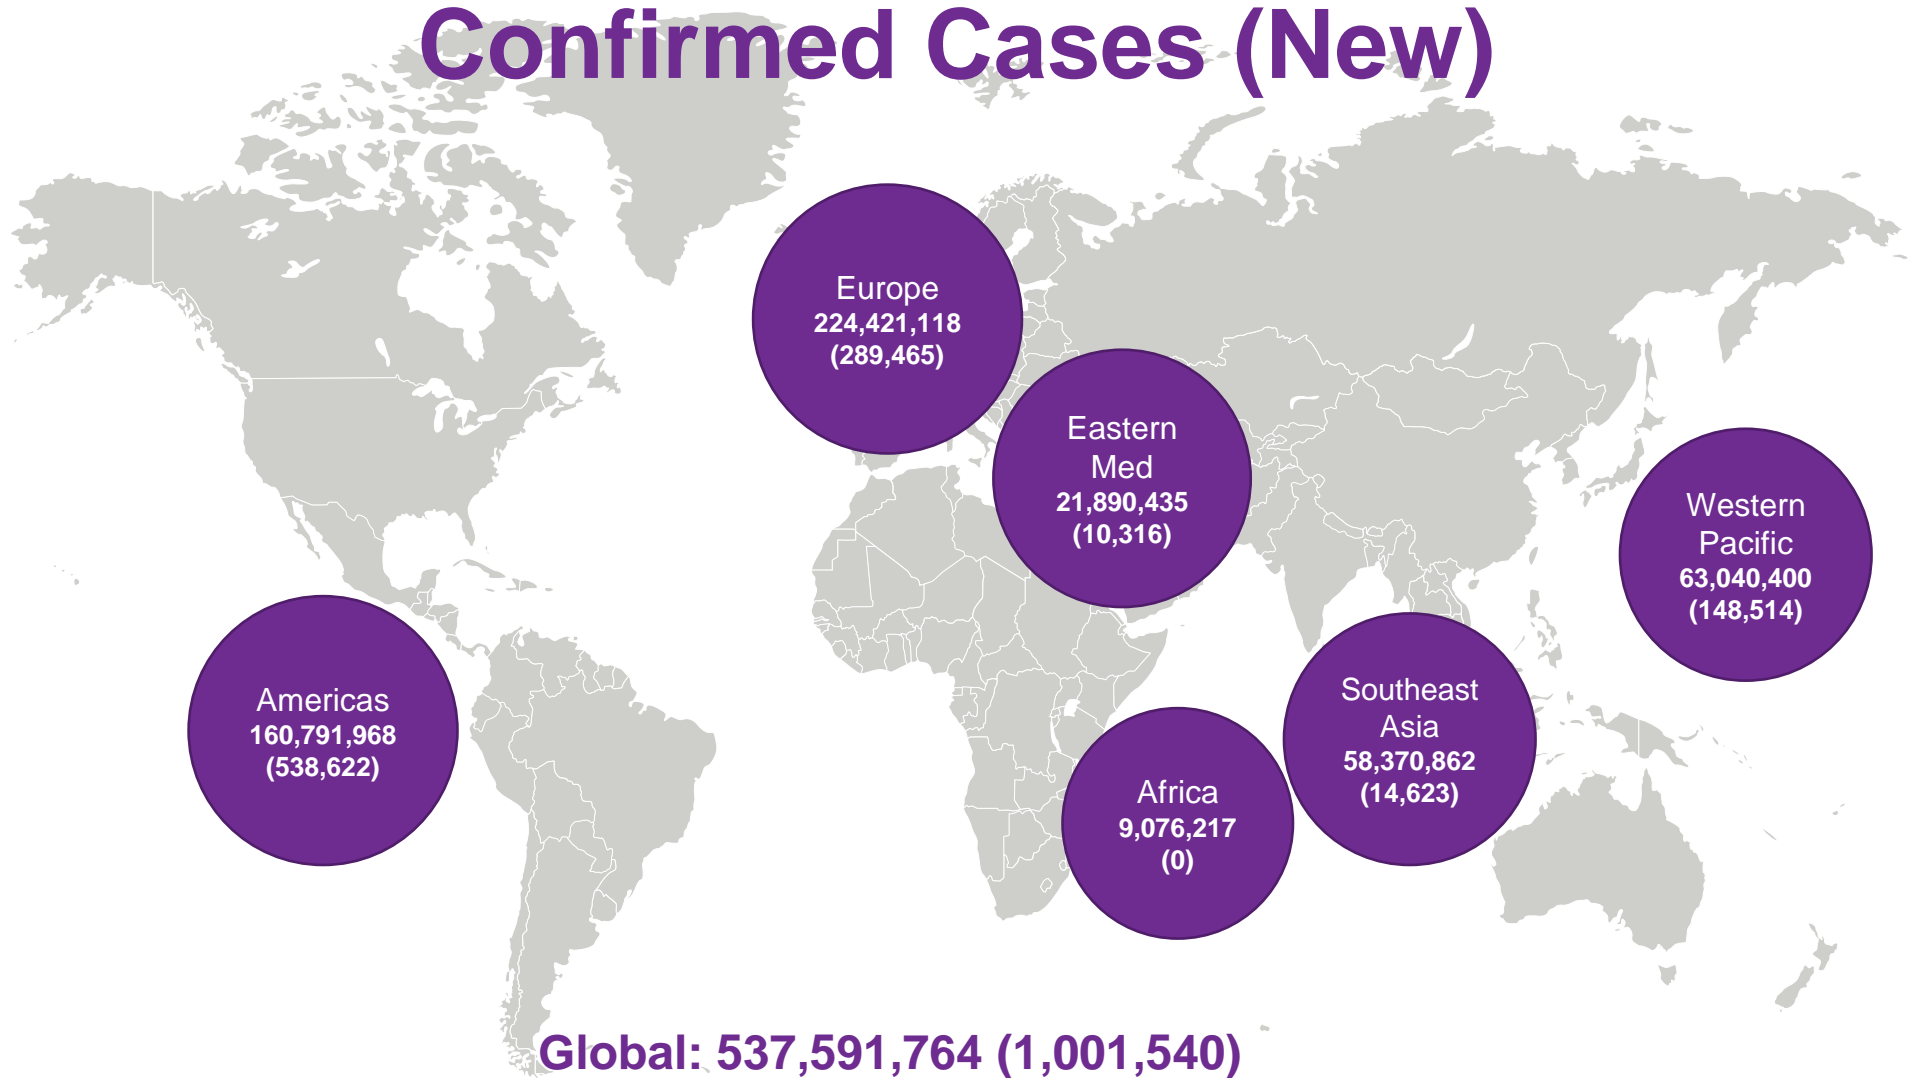 Confirmed Cases (New)
Europe
224,421,118
(289,465)
Eastern
Med
21,890,435
(10,316)
Western
Pacific
63,040,400
(148,514)
Americas
160,791,968
(538,622)
Southeast
Asia
58,370,862
(14,623)
Africa
9,076,217
(0)
Global: 537,591,764 (1,001,540)